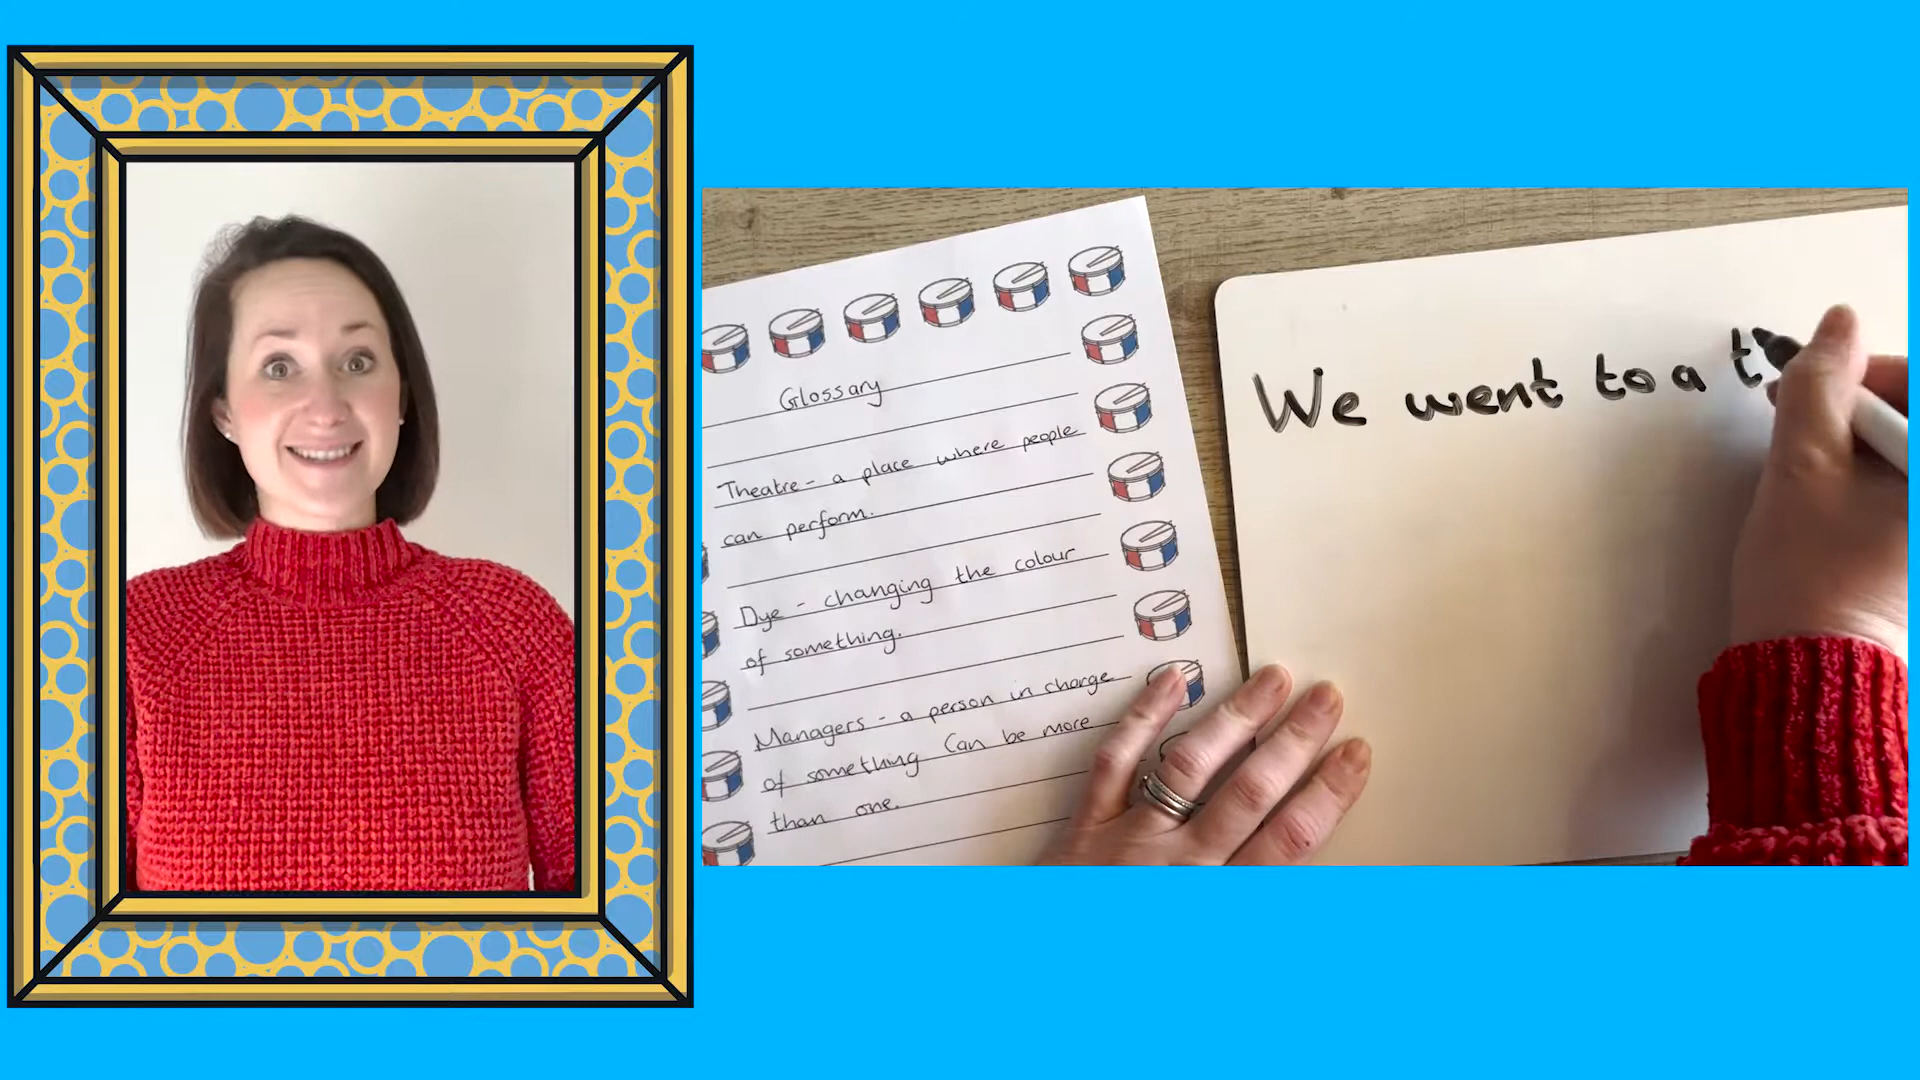 Glossary
Theatre - a place where people
can perform.
Dye - changing the colour
of something.
Managers - a person in charge
of something Can be more
than one.
We went to a t